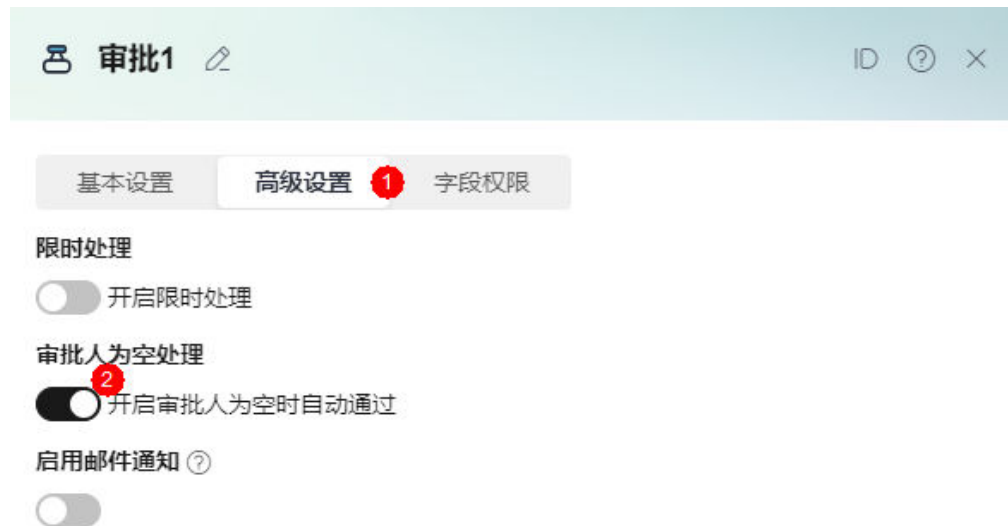 审批1 ID
基本设置 高级设置 1 字段权限
限时处理
开启限时处理
审批人为空处理
2
开启审批人为空时自动通过
启用邮件通知 ?